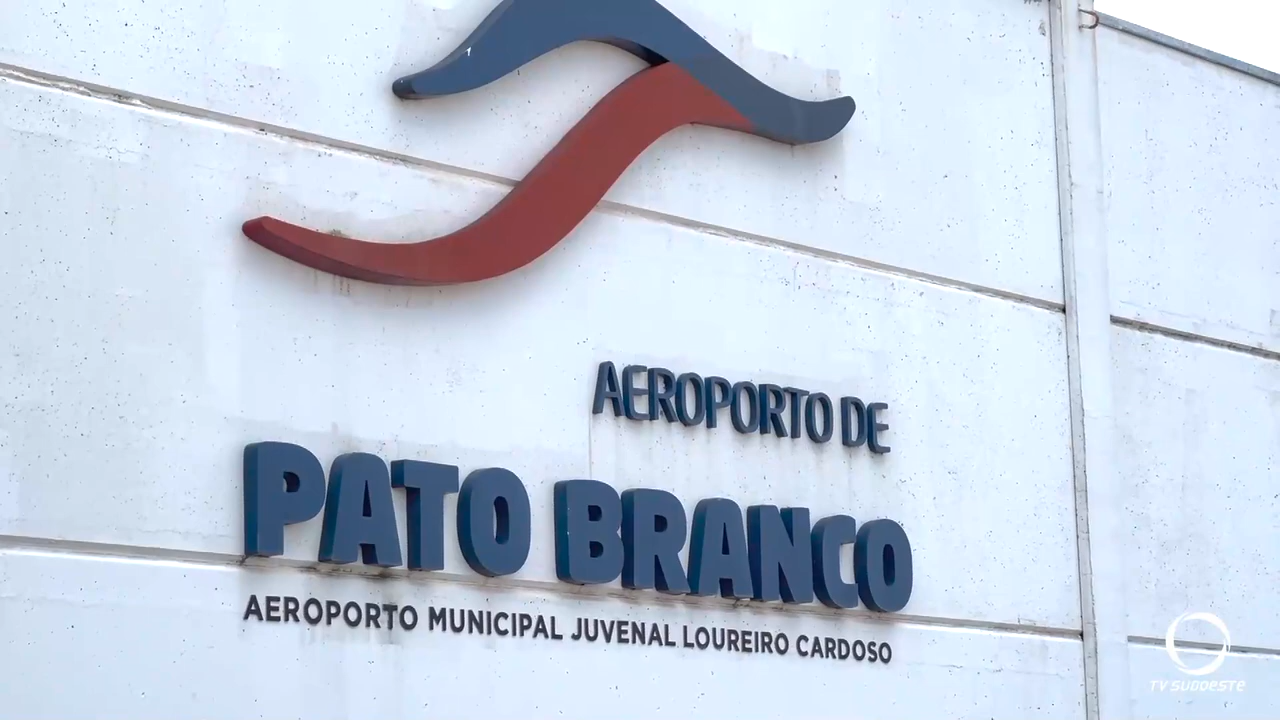 AEROPORTO DE
PATO BRANCO
AEROPORTO MUNICIPAL JUVENAL LOUREIRO CARDOSO
TV SUDOESTE